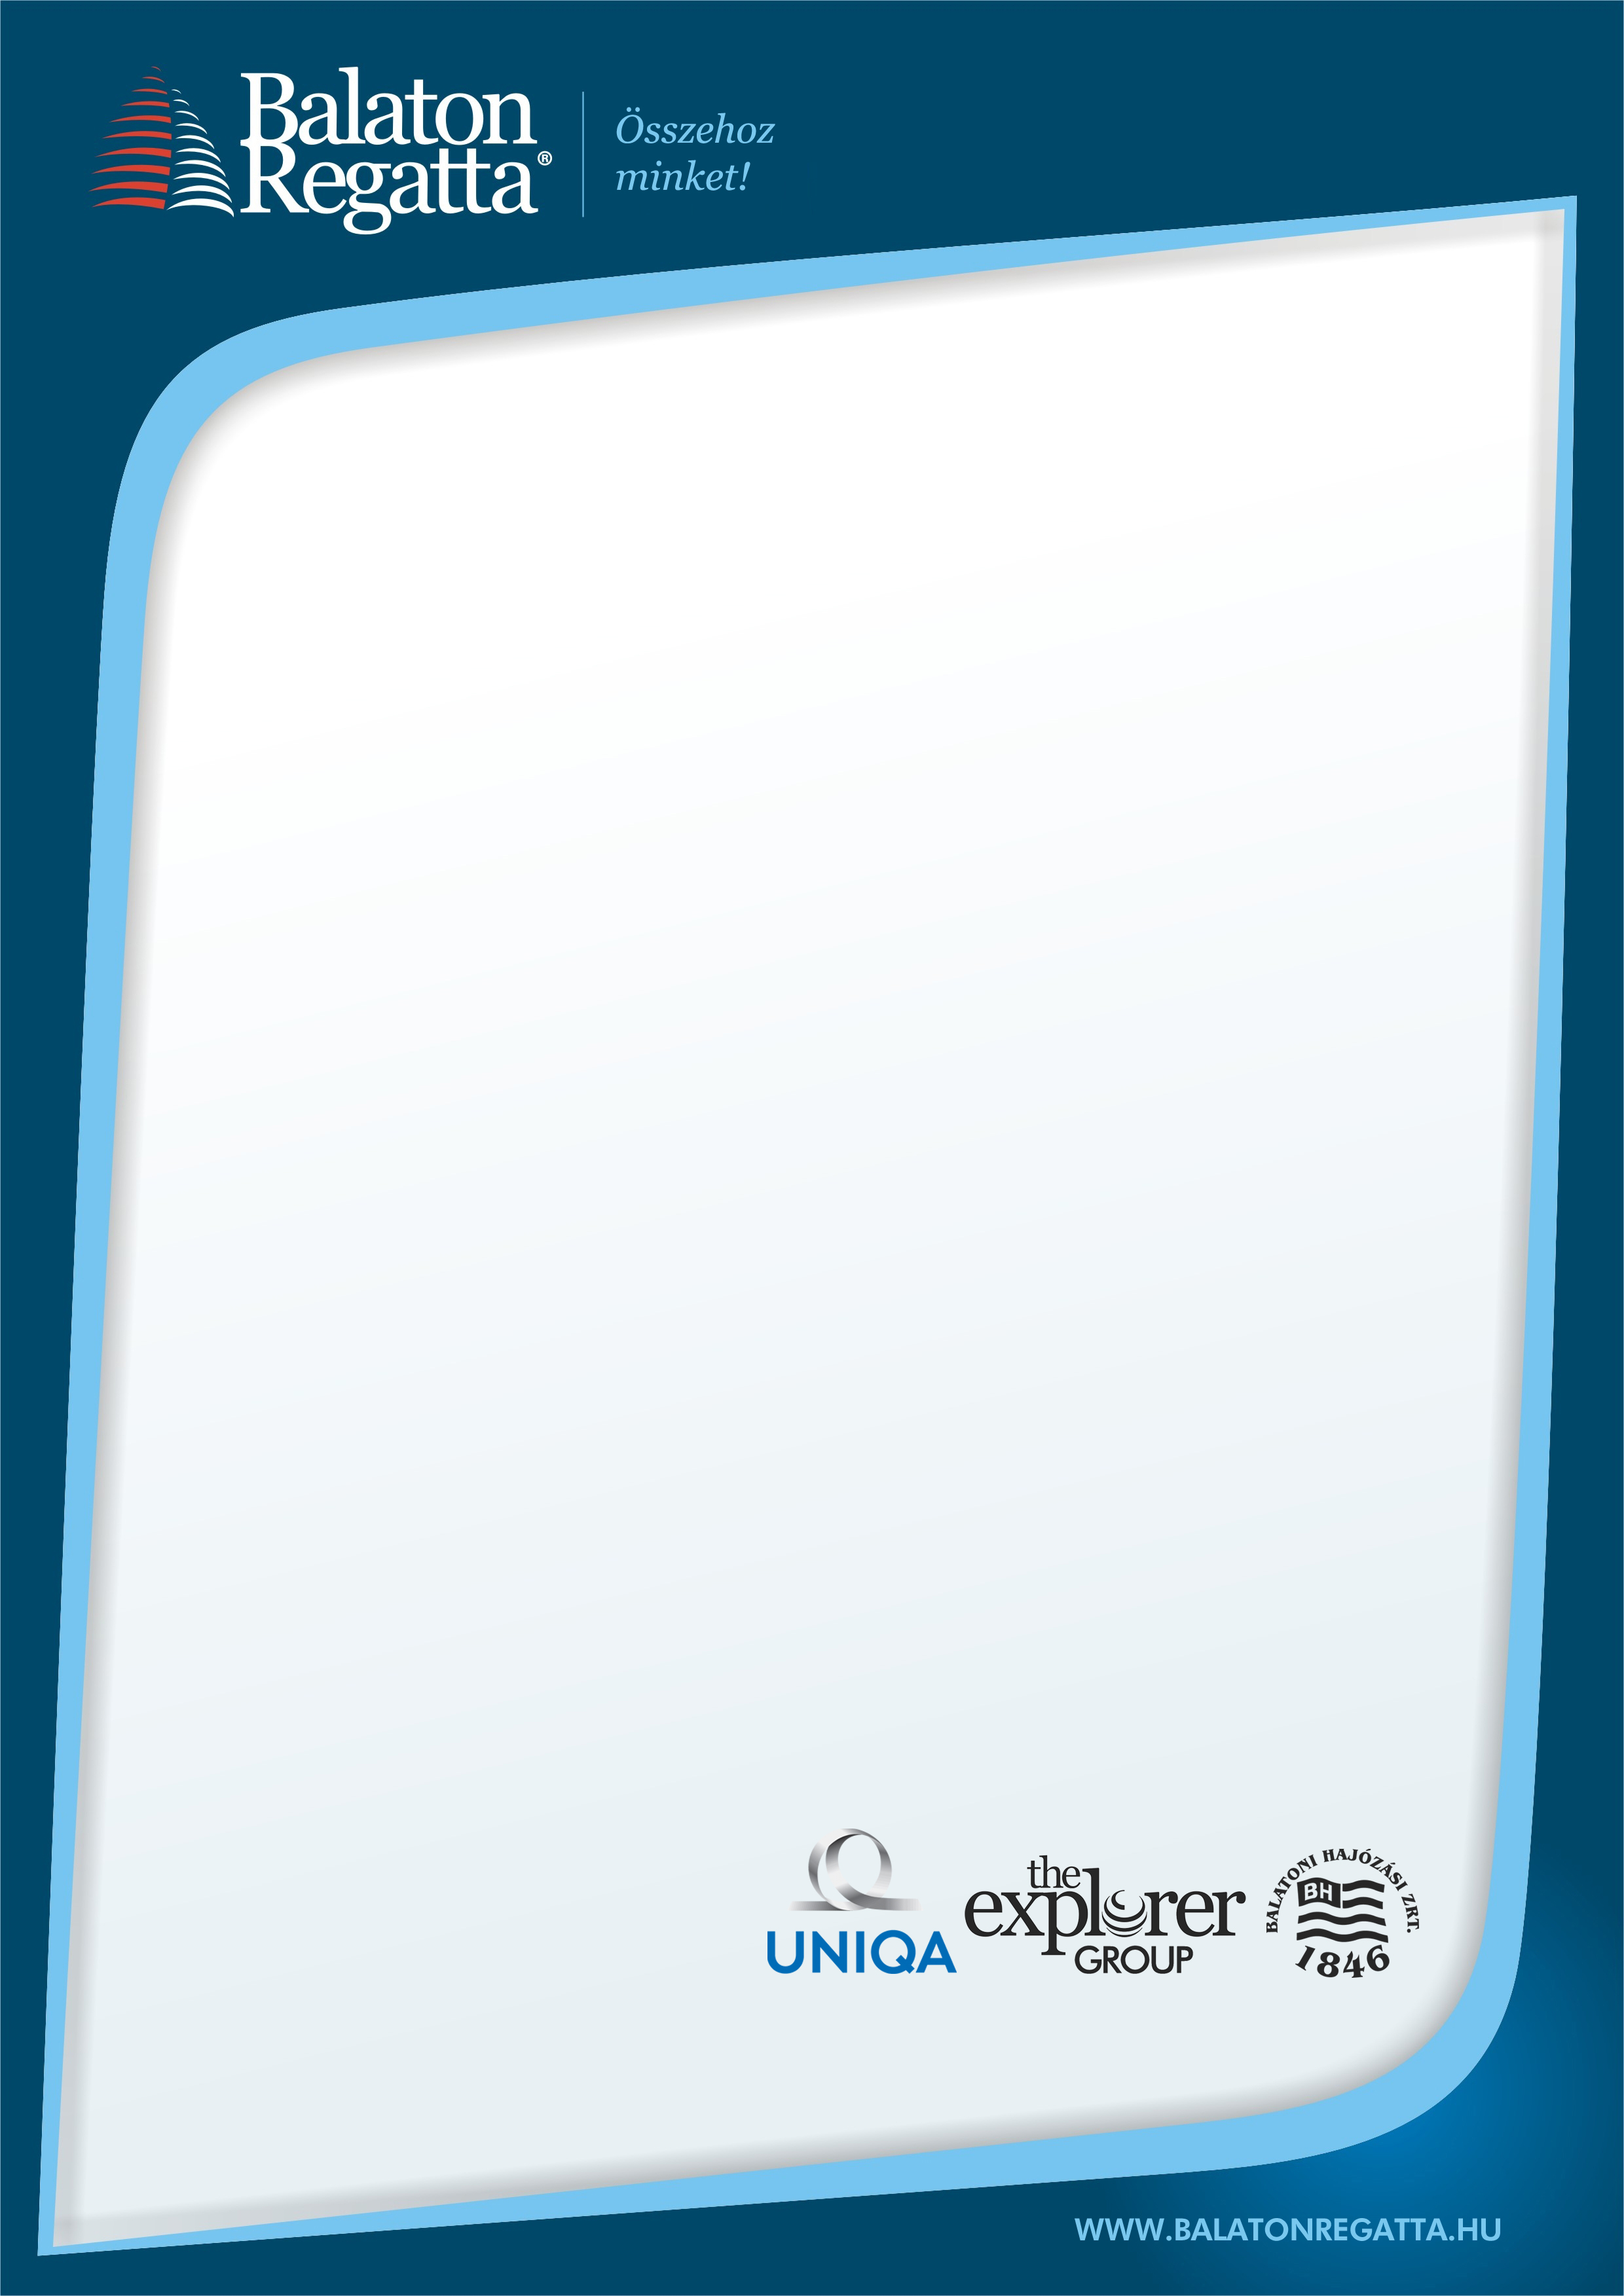 Balaton
Regatta®
Összehoz
minket!
UNIQA
the
explorer
GROUP
BALATONI HAJÓZÁSI ZRT.
BH
1846
WWW.BALATONREGATTA.HU